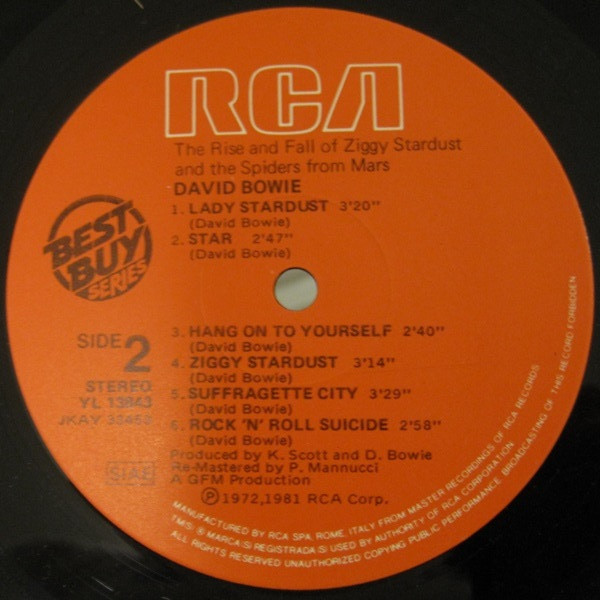 RCA
The Rise and Fall of Ziggy Stardust
and the Spiders from Mars
DAVID BOWIE
1. LADY STARDUST 3'20"
(David Bowie)
2. STAR 2'47"
(David Bowie)
BEST
BUY
SERIES
SIDE 2
STEREO
YL 13843
3. HANG ON TO YOURSELF 2'40"
(David Bowie)
4. ZIGGY STARDUST 3'14"
(David Bowie)
5. SUFFRAGETTE CITY 3'29"
(David Bowie)
6. ROCK 'N' ROLL SUICIDE 2'58"
(David Bowie)
Produced by K. Scott and D. Bowie
Re-Mastered by P. Mannucci
A GFM Production
Ⓟ 1972,1981 RCA Corp.
SIAE
MANUFACTURED BY RCA SPA, ROME, ITALY FROM MASTER RECORDINGS OF RCA RECORDS
TM(S) ® MARCA(S) REGISTRADA(S) USED BY AUTHORITY OF RCA CORPORATION
ALL RIGHTS RESERVED UNAUTHORIZED COPYING PUBLIC PERFORMANCE BROADCASTING OF THIS RECORD FORBIDDEN